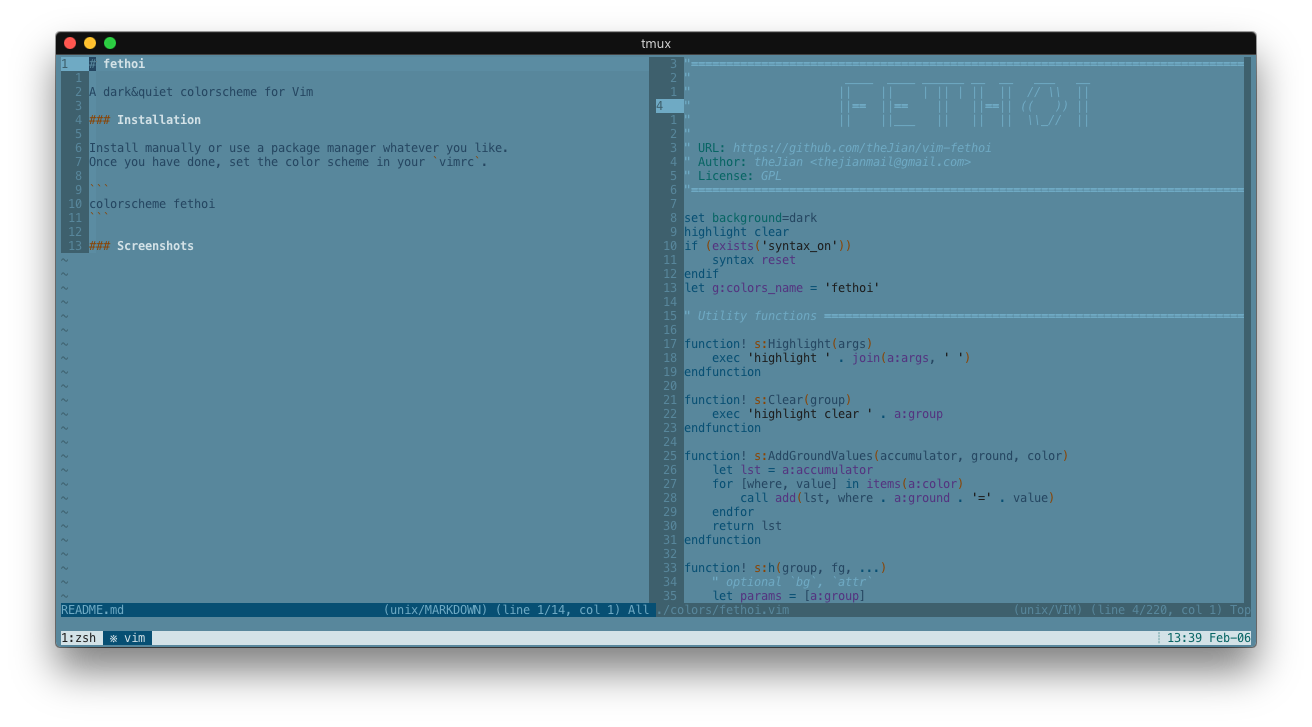 tmux
1 # fethoi
1
2 A dark&quiet colorscheme for Vim
3
4 ### Installation
5
6 Install manually or use a package manager whatever you like.
7 Once you have done, set the color scheme in your `vimrc`.
8
9 ```
10 colorscheme fethoi
11 ```
12
13 ### Screenshots
README.md (unix/MARKDOWN) (line 1/14, col 1) All
3 "==============================================================================
2 " ____ ____ ______ __ __ ___ __
1 " || || | || | || || // \\ ||
4 " ||== ||== || ||==|| (( )) ||
1 " || ||___ || || || \\_// ||
2 "
3 " URL: https://github.com/theJian/vim-fethoi
4 " Author: theJian <thejianmail@gmail.com>
5 " License: GPL
6 "==============================================================================
7
8 set background=dark
9 highlight clear
10 if (exists('syntax_on'))
11 syntax reset
12 endif
13 let g:colors_name = 'fethoi'
14
15 " Utility functions ============================================================
16
17 function! s:Highlight(args)
18 exec 'highlight ' . join(a:args, ' ')
19 endfunction
20
21 function! s:Clear(group)
22 exec 'highlight clear ' . a:group
23 endfunction
24
25 function! s:AddGroundValues(accumulator, ground, color)
26 let lst = a:accumulator
27 for [where, value] in items(a:color)
28 call add(lst, where . a:ground . '=' . value)
29 endfor
30 return lst
31 endfunction
32
33 function! s:h(group, fg, ...)
34 " optional `bg`, `attr`
35 let params = [a:group]
./colors/fethoi.vim (unix/VIM) (line 4/220, col 1) Top
1:zsh ※ vim 13:39 Feb-06